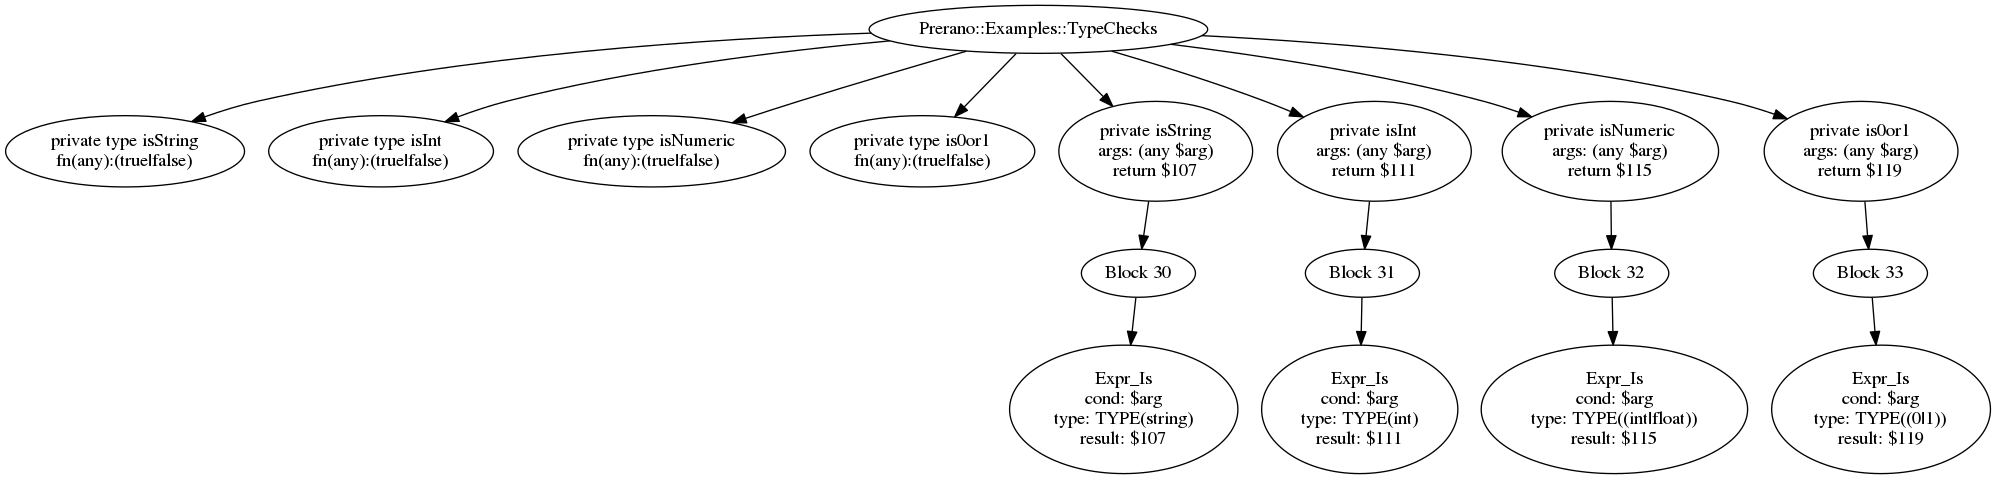 Prerano::Examples::TypeChecks
private type isString
fn(any):(true|false)
private type isInt
fn(any):(true|false)
private type isNumeric
fn(any):(true|false)
private type is0or1
fn(any):(true|false)
private isString
args: (any $arg)
return $107
private isInt
args: (any $arg)
return $111
private isNumeric
args: (any $arg)
return $115
private is0or1
args: (any $arg)
return $119
Block 30
Block 31
Block 32
Block 33
Expr_Is
cond: $arg
type: TYPE(string)
result: $107
Expr_Is
cond: $arg
type: TYPE(int)
result: $111
Expr_Is
cond: $arg
type: TYPE((int|float))
result: $115
Expr_Is
cond: $arg
type: TYPE((0|1))
result: $119